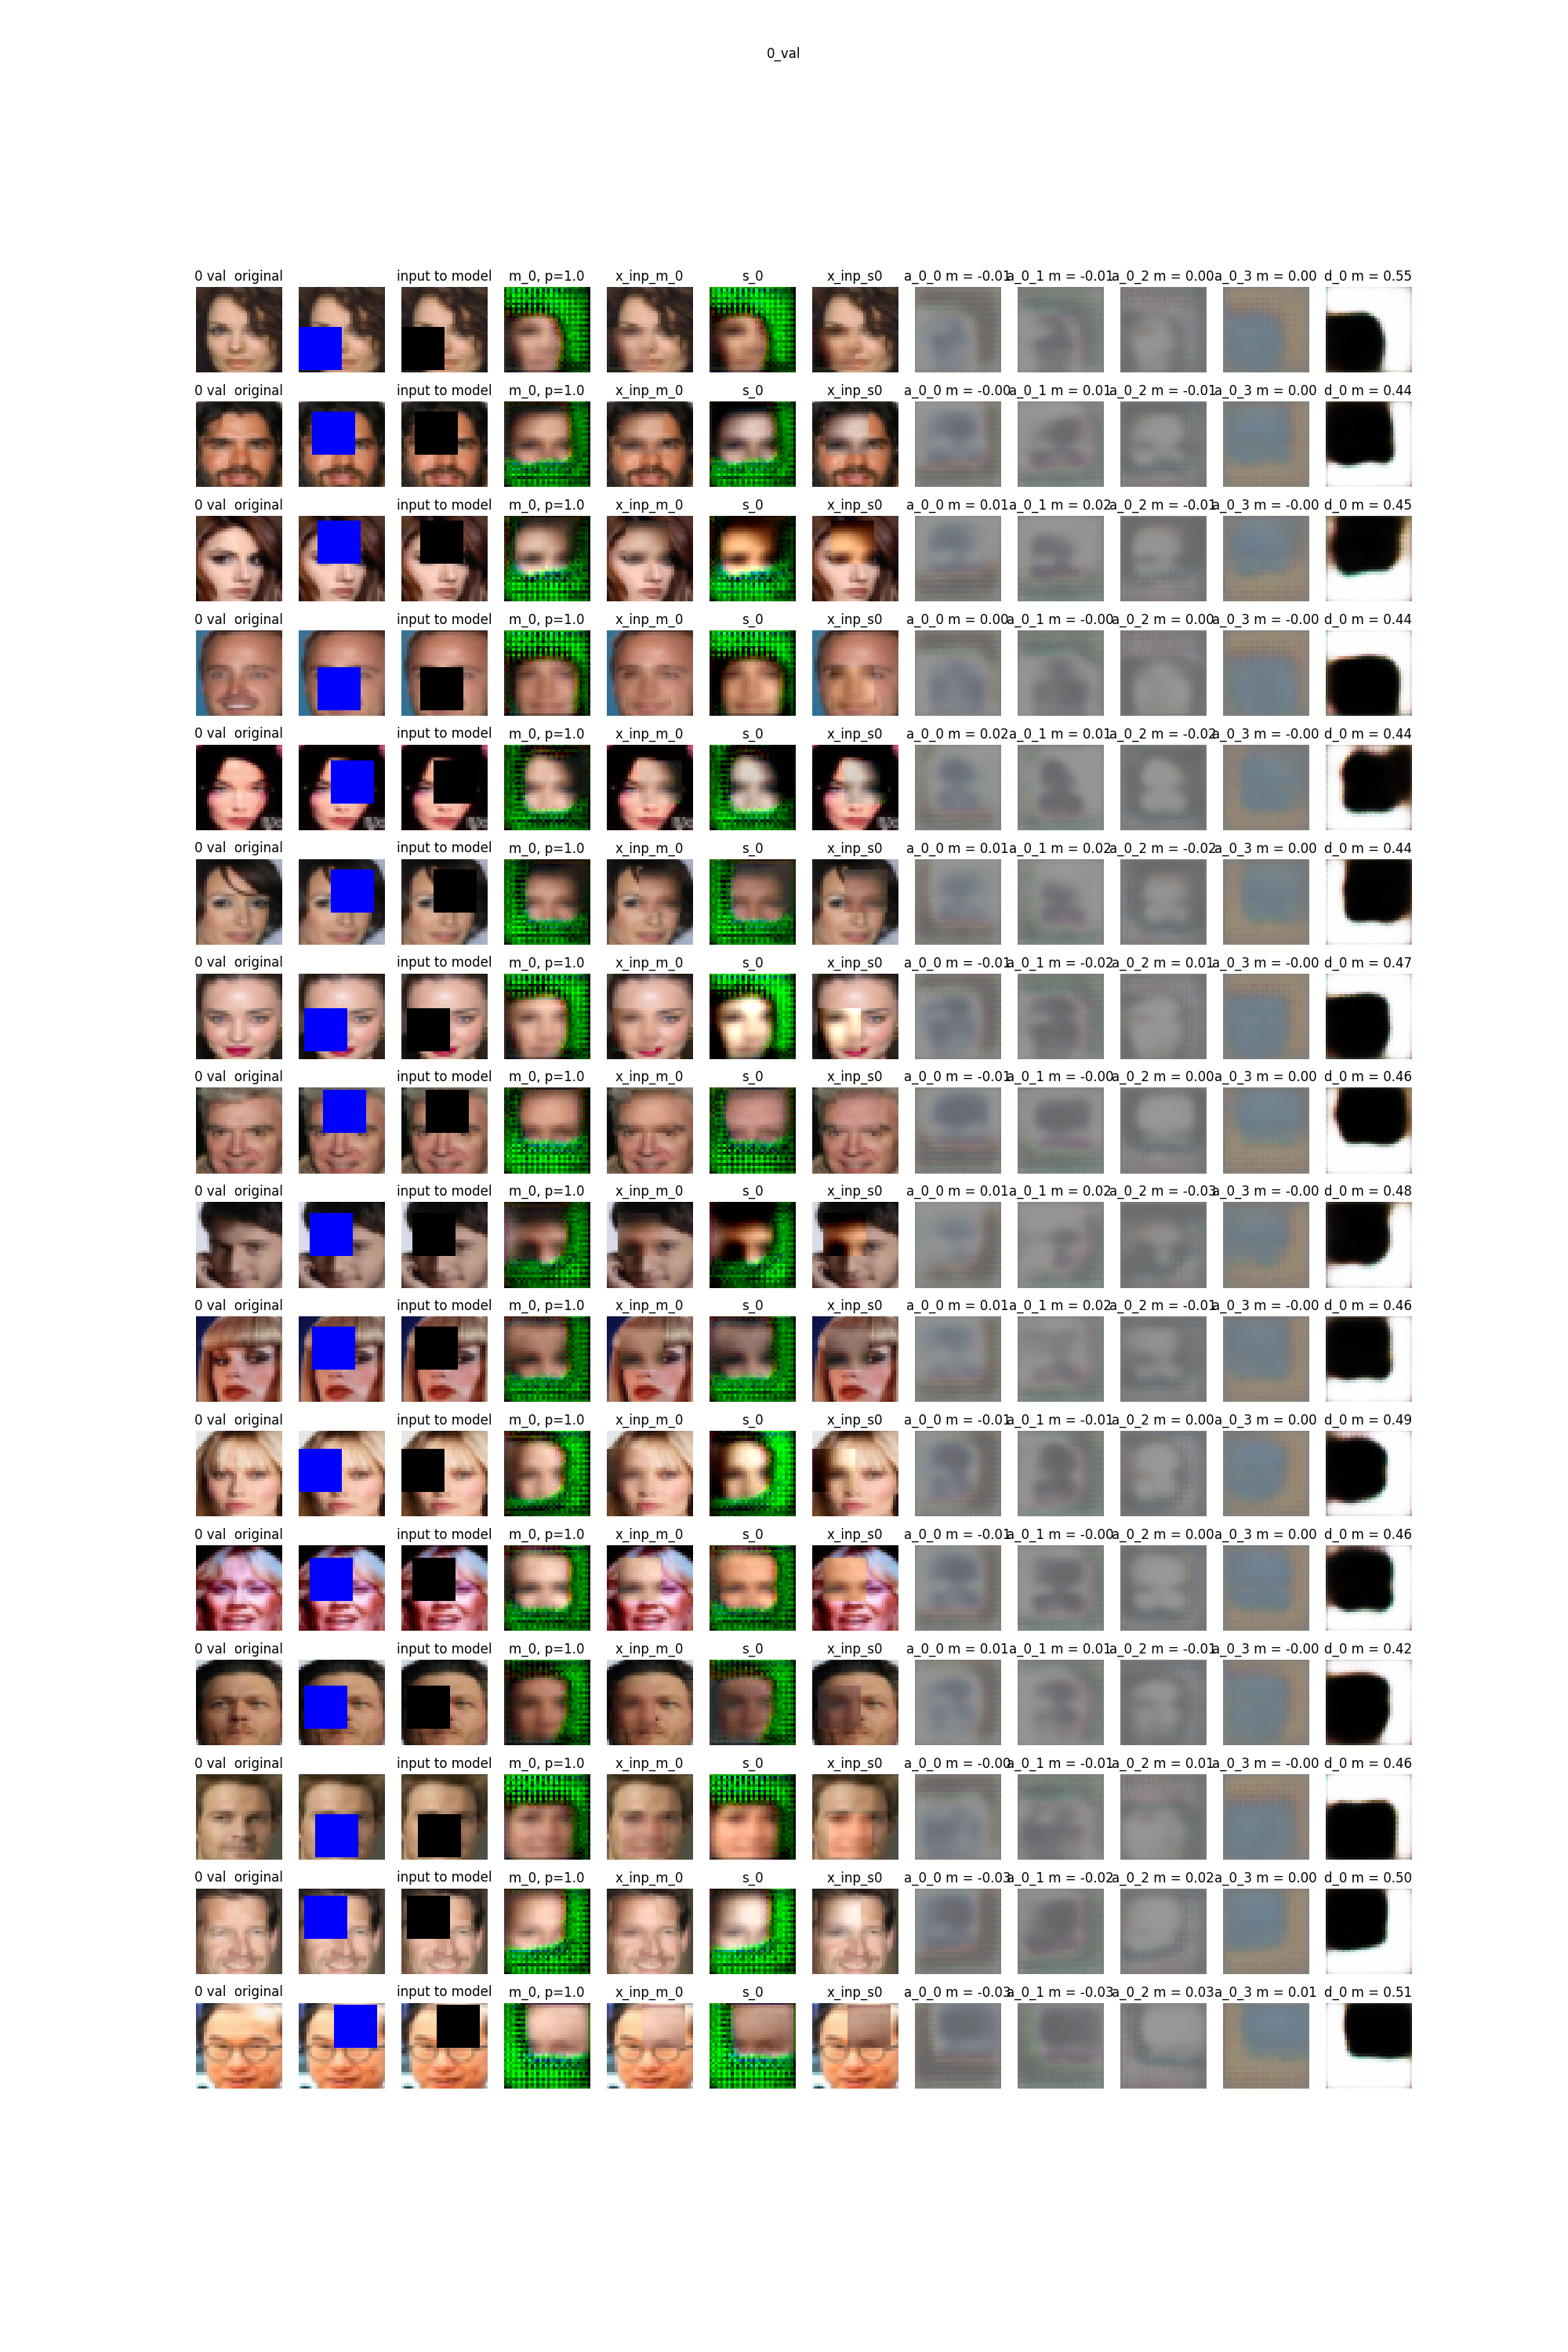 0_val
0 val original input to model m_0, p=1.0 x_inp_m_0 s_0 x_inp_s0 a_0_0 m = -0.01 a_0_1 m = -0.01 a_0_2 m = 0.00 a_0_3 m = 0.00 d_0 m = 0.55
0 val original input to model m_0, p=1.0 x_inp_m_0 s_0 x_inp_s0 a_0_0 m = -0.00 a_0_1 m = 0.01 a_0_2 m = -0.01 a_0_3 m = 0.00 d_0 m = 0.44
0 val original input to model m_0, p=1.0 x_inp_m_0 s_0 x_inp_s0 a_0_0 m = 0.01 a_0_1 m = 0.02 a_0_2 m = -0.01 a_0_3 m = -0.00 d_0 m = 0.45
0 val original input to model m_0, p=1.0 x_inp_m_0 s_0 x_inp_s0 a_0_0 m = 0.00 a_0_1 m = -0.00 a_0_2 m = 0.00 a_0_3 m = -0.00 d_0 m = 0.44
0 val original input to model m_0, p=1.0 x_inp_m_0 s_0 x_inp_s0 a_0_0 m = 0.02 a_0_1 m = 0.01 a_0_2 m = -0.02 a_0_3 m = -0.00 d_0 m = 0.44
0 val original input to model m_0, p=1.0 x_inp_m_0 s_0 x_inp_s0 a_0_0 m = 0.01 a_0_1 m = 0.02 a_0_2 m = -0.02 a_0_3 m = 0.00 d_0 m = 0.44
0 val original input to model m_0, p=1.0 x_inp_m_0 s_0 x_inp_s0 a_0_0 m = -0.01 a_0_1 m = -0.02 a_0_2 m = 0.01 a_0_3 m = -0.00 d_0 m = 0.47
0 val original input to model m_0, p=1.0 x_inp_m_0 s_0 x_inp_s0 a_0_0 m = -0.01 a_0_1 m = -0.00 a_0_2 m = 0.00 a_0_3 m = 0.00 d_0 m = 0.46
0 val original input to model m_0, p=1.0 x_inp_m_0 s_0 x_inp_s0 a_0_0 m = 0.01 a_0_1 m = 0.02 a_0_2 m = -0.03 a_0_3 m = -0.00 d_0 m = 0.48
0 val original input to model m_0, p=1.0 x_inp_m_0 s_0 x_inp_s0 a_0_0 m = 0.01 a_0_1 m = 0.02 a_0_2 m = -0.01 a_0_3 m = -0.00 d_0 m = 0.46
0 val original input to model m_0, p=1.0 x_inp_m_0 s_0 x_inp_s0 a_0_0 m = -0.01 a_0_1 m = -0.01 a_0_2 m = 0.00 a_0_3 m = 0.00 d_0 m = 0.49
0 val original input to model m_0, p=1.0 x_inp_m_0 s_0 x_inp_s0 a_0_0 m = -0.01 a_0_1 m = -0.00 a_0_2 m = 0.00 a_0_3 m = 0.00 d_0 m = 0.46
0 val original input to model m_0, p=1.0 x_inp_m_0 s_0 x_inp_s0 a_0_0 m = 0.01 a_0_1 m = 0.01 a_0_2 m = -0.01 a_0_3 m = -0.00 d_0 m = 0.42
0 val original input to model m_0, p=1.0 x_inp_m_0 s_0 x_inp_s0 a_0_0 m = -0.00 a_0_1 m = -0.01 a_0_2 m = 0.01 a_0_3 m = -0.00 d_0 m = 0.46
0 val original input to model m_0, p=1.0 x_inp_m_0 s_0 x_inp_s0 a_0_0 m = -0.03 a_0_1 m = -0.02 a_0_2 m = 0.02 a_0_3 m = 0.00 d_0 m = 0.50
0 val original input to model m_0, p=1.0 x_inp_m_0 s_0 x_inp_s0 a_0_0 m = -0.03 a_0_1 m = -0.03 a_0_2 m = 0.03 a_0_3 m = 0.01 d_0 m = 0.51